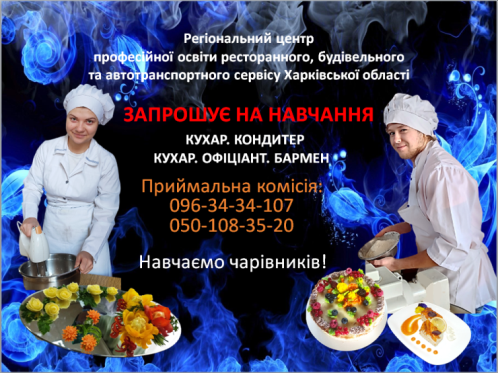 Регіональний центр
професійної освіти ресторанного, будівельного
та автотранспортного сервісу Харківської області
ЗАПРОШУЄ НА НАВЧАННЯ
КУХАР. КОНДИТЕР
КУХАР. ОФІЦІАНТ. БАРМЕН
Приймальна комісія:
096-34-34-107
050-108-35-20
Навчаємо чарівників!